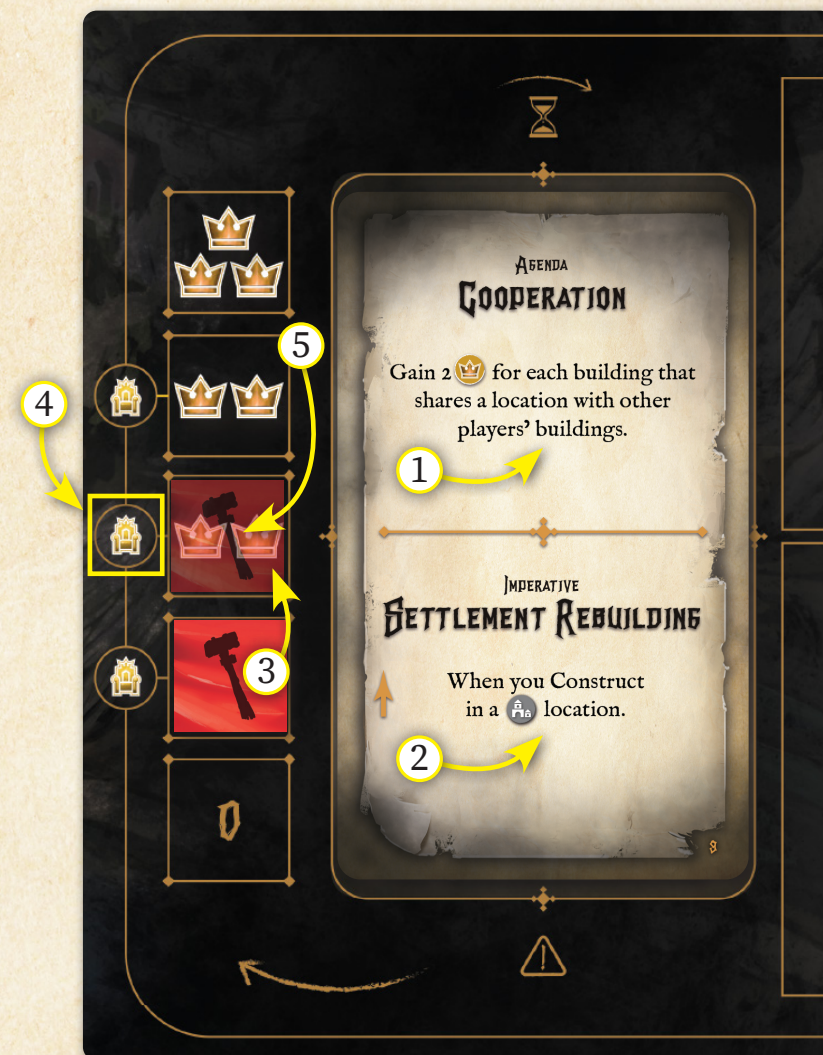 5
4
Agenda
Cooperation
Gain 2 for each building that
shares a location with other
players' buildings.
1
Imperative
Settlement Rebuilding
3
When you Construct
in a location.
2
0
8